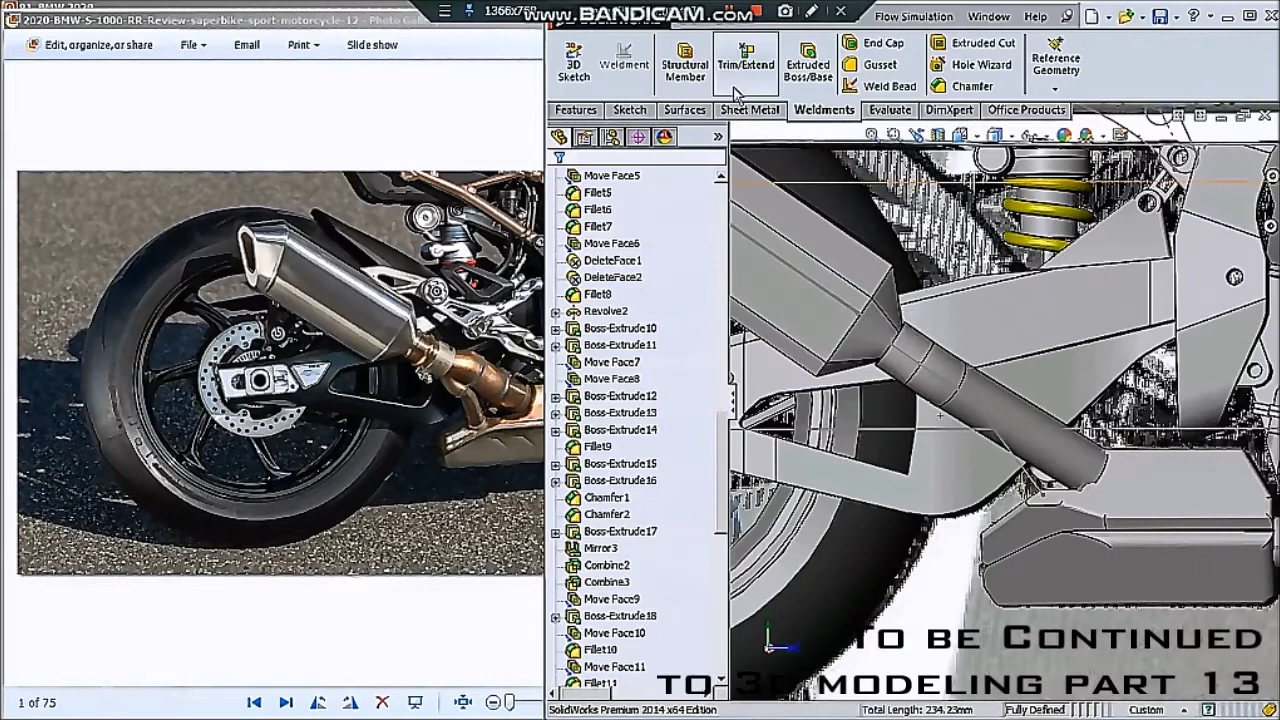 1366x768
www.BANDICAM.com
2020-BMW-S-1000-RR-Review-superbike-sport-motorcycle-12 - Photo Gal
Flow Simulation Window Help
Edit, organize,or share File Email Print Slide show
3D Sketch
Weldment
Structural Member
Trim/Extend
Extruded Boss/Base
End Cap
Gusset
Weld Bead
Extruded Cut
Hole Wizard
Chamfer
Reference Geometry
Features Sketch Surfaces Sheet Metal Weldments Evaluate DimXpert Office Products
Move Face5
Fillet5
Fillet6
Fillet7
Move Face6
DeleteFace1
DeleteFace2
Fillet8
Revolve2
Boss-Extrude10
Boss-Extrude11
Move Face7
Move Face8
Boss-Extrude12
Boss-Extrude13
Boss-Extrude14
Fillet9
Boss-Extrude15
Boss-Extrude16
Chamfer1
Chamfer2
Boss-Extrude17
Mirror3
Combine2
Combine3
Move Face9
Boss-Extrude18
Move Face10
Fillet10
Move Face11
Fillet11
TO BE CONTINUED
TO 3D MODELING PART 13
1 of 75
SolidWorks Premium 2014 x64 Edition Total Length: 234.23mm Fully Defined Custom